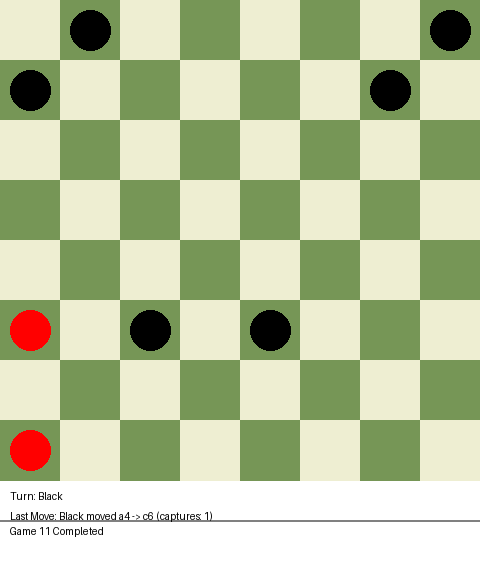 Turn: Black
Last Move: Black moved a4 -> c6 (captures: 1)
Game 11 Completed